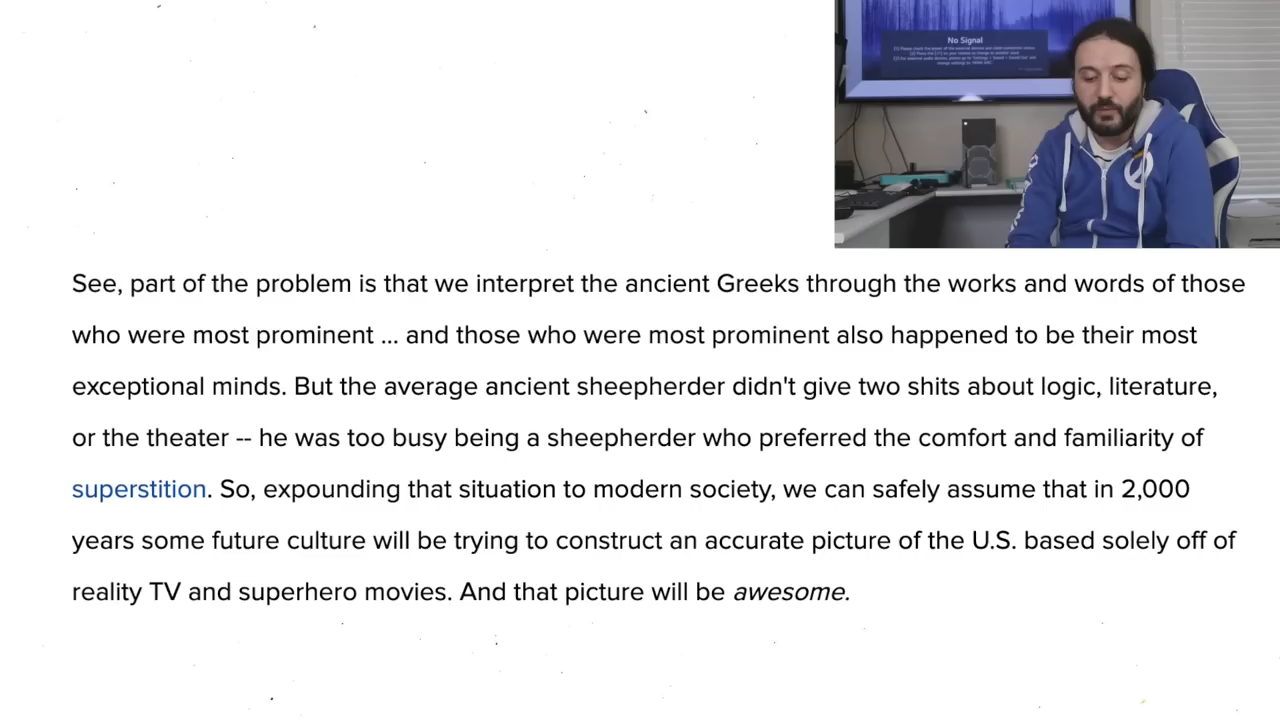 No Signal
See, part of the problem is that we interpret the ancient Greeks through the works and words of those
who were most prominent ... and those who were most prominent also happened to be their most
exceptional minds. But the average ancient sheepherder didn't give two shits about logic, literature,
or the theater -- he was too busy being a sheepherder who preferred the comfort and familiarity of
superstition. So, expounding that situation to modern society, we can safely assume that in 2,000
years some future culture will be trying to construct an accurate picture of the U.S. based solely off of
reality TV and superhero movies. And that picture will be awesome.